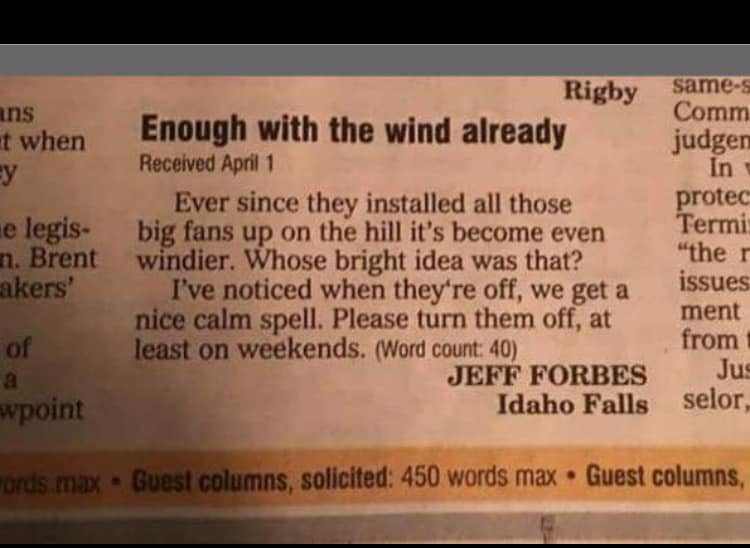 Rigby
Enough with the wind already
Received April 1
Ever since they installed all those
big fans up on the hill it's become even
windier. Whose bright idea was that?
I've noticed when they're off, we get a
nice calm spell. Please turn them off, at
least on weekends. (Word count: 40)
JEFF FORBES
Idaho Falls
ans
t when
ey
e legis-
n. Brent
akers'
of
a
wpoint
same-s
Comm
judgem
In
protec
Termi
"the r
issues
ment
from
Jus
selor,
ords max • Guest columns, solicited: 450 words max • Guest columns,